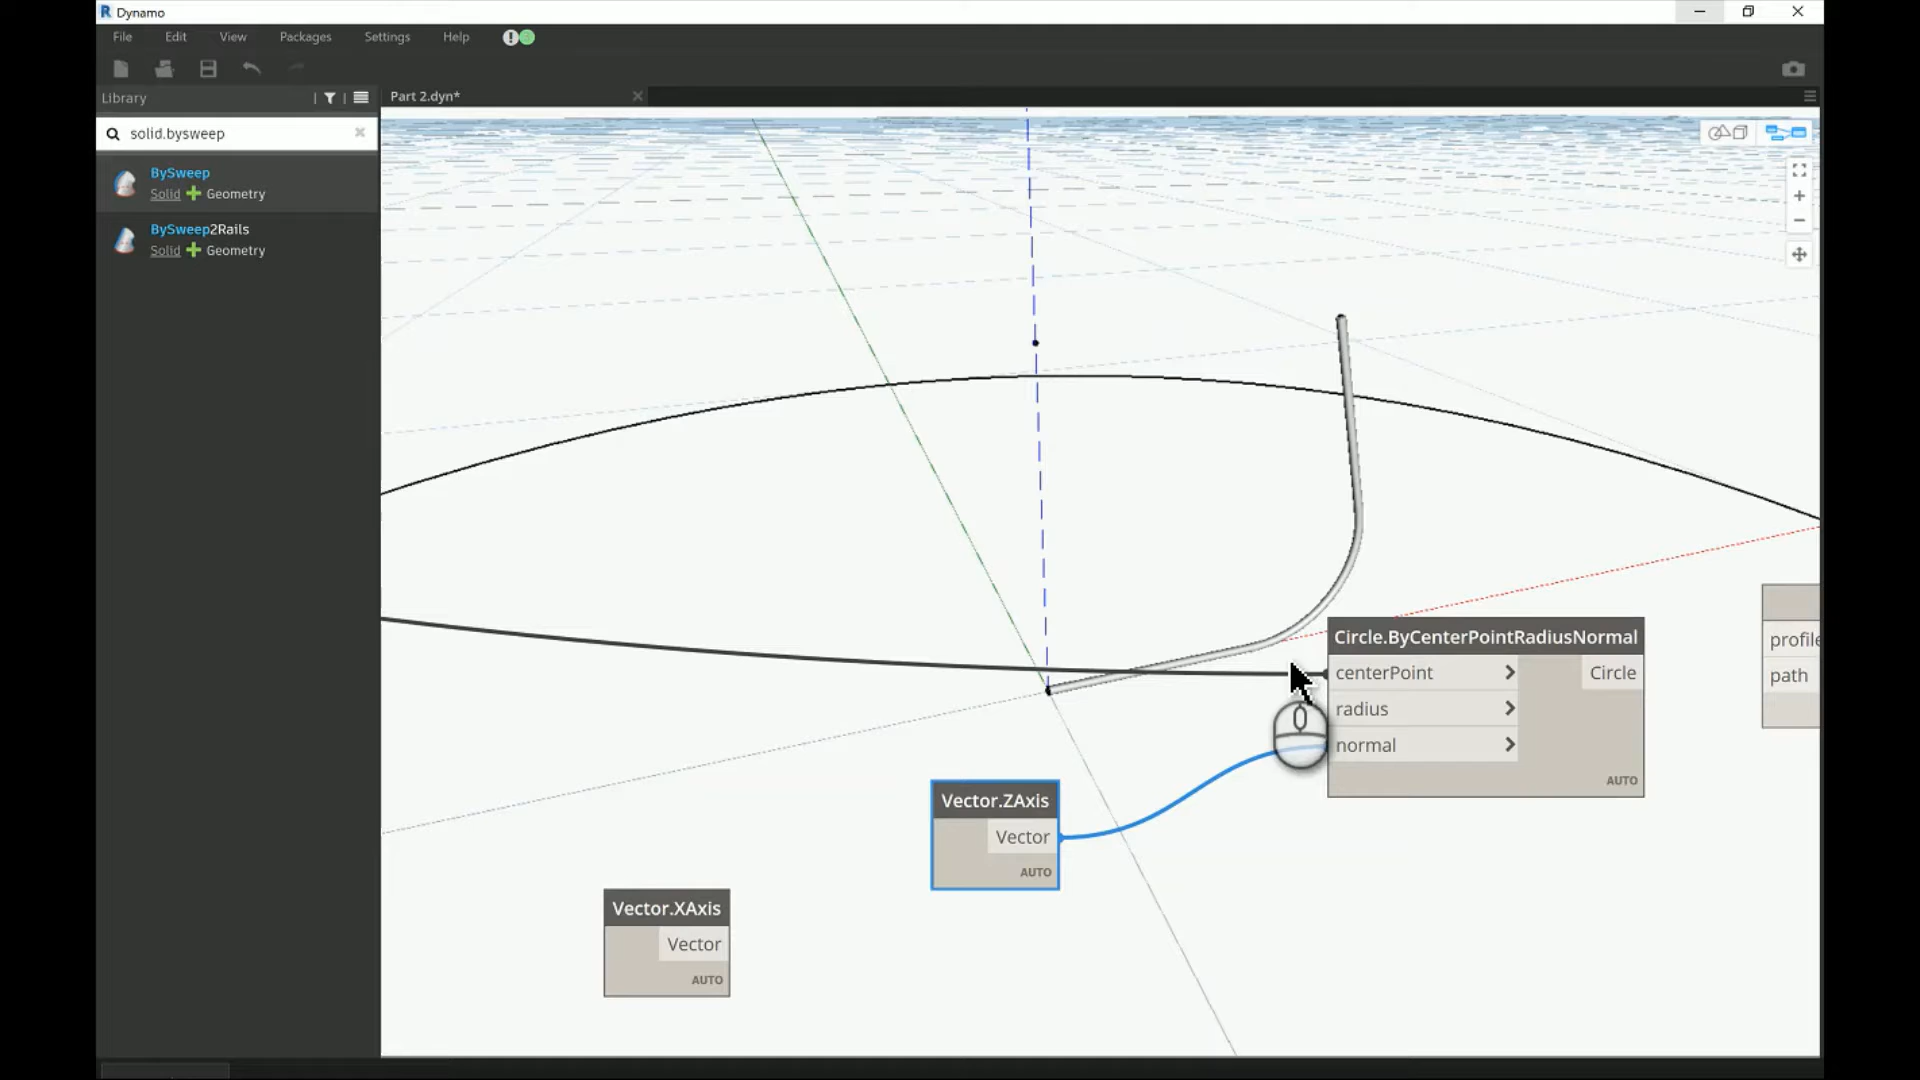 Dynamo
File Edit View Packages Settings Help
Library
Part 2.dyn*
solid.bysweep
BySweep
Solid Geometry
BySweep2Rails
Solid Geometry
Circle.ByCenterPointRadiusNormal
centerPoint > Circle
radius >
normal >
AUTO
profile
path
Vector.ZAxis
Vector
AUTO
Vector.XAxis
Vector
AUTO